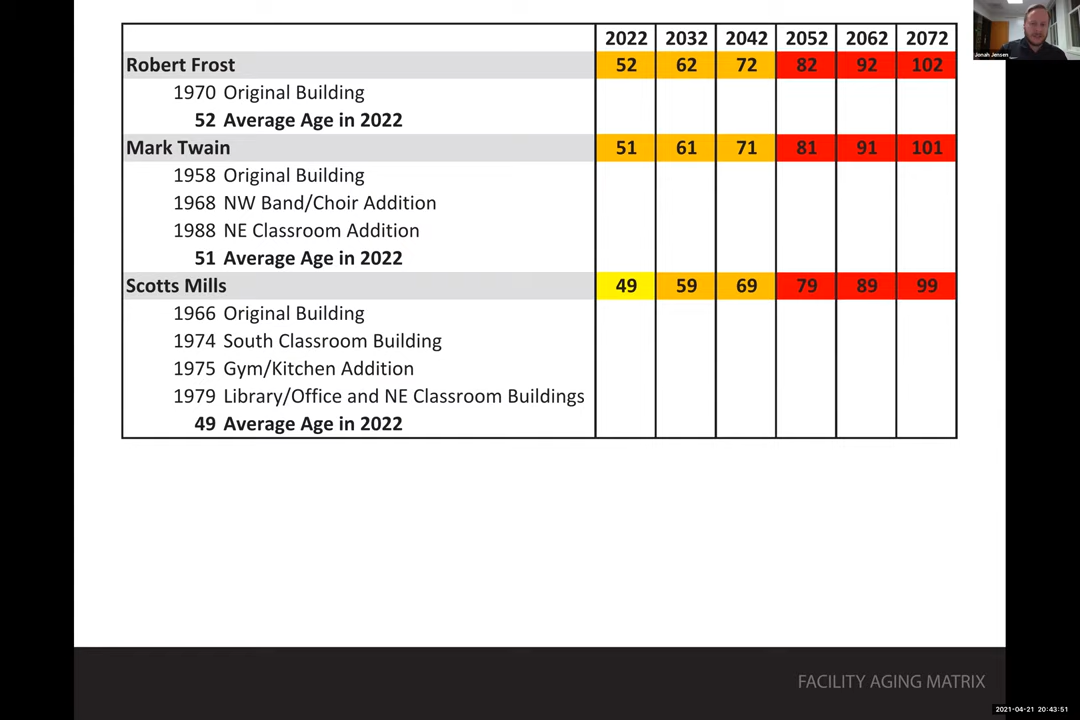 2022 2032 2042 2052 2062 2072
Robert Frost 52 62 72 82 92 102
1970 Original Building
52 Average Age in 2022
Mark Twain 51 61 71 81 91 101
1958 Original Building
1968 NW Band/Choir Addition
1988 NE Classroom Addition
51 Average Age in 2022
Scotts Mills 49 59 69 79 89 99
1966 Original Building
1974 South Classroom Building
1975 Gym/Kitchen Addition
1979 Library/Office and NE Classroom Buildings
49 Average Age in 2022
FACILITY AGING MATRIX
Jonah Jensen
2021-04-21 20:43:51